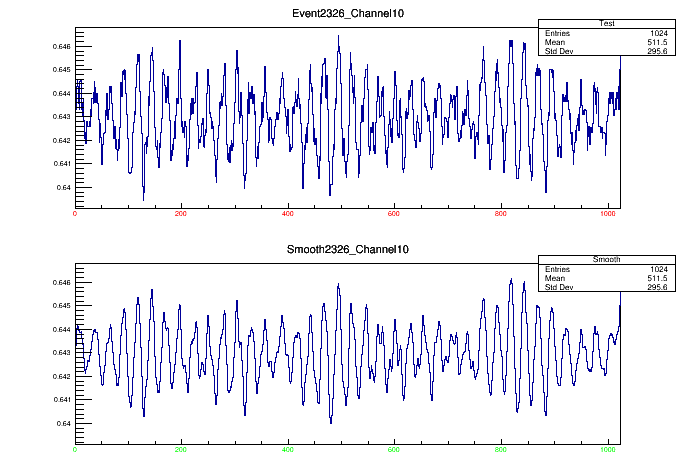 Event2326_Channel10
Test
Entries 1024
Mean 511.5
Std Dev 295.6
0.646
0.645
0.644
0.643
0.642
0.641
0.64
0 200 400 600 800 1000
Smooth2326_Channel10
Smooth
Entries 1024
Mean 511.5
Std Dev 295.6
0.646
0.645
0.644
0.643
0.642
0.641
0.64
0 200 400 600 800 1000